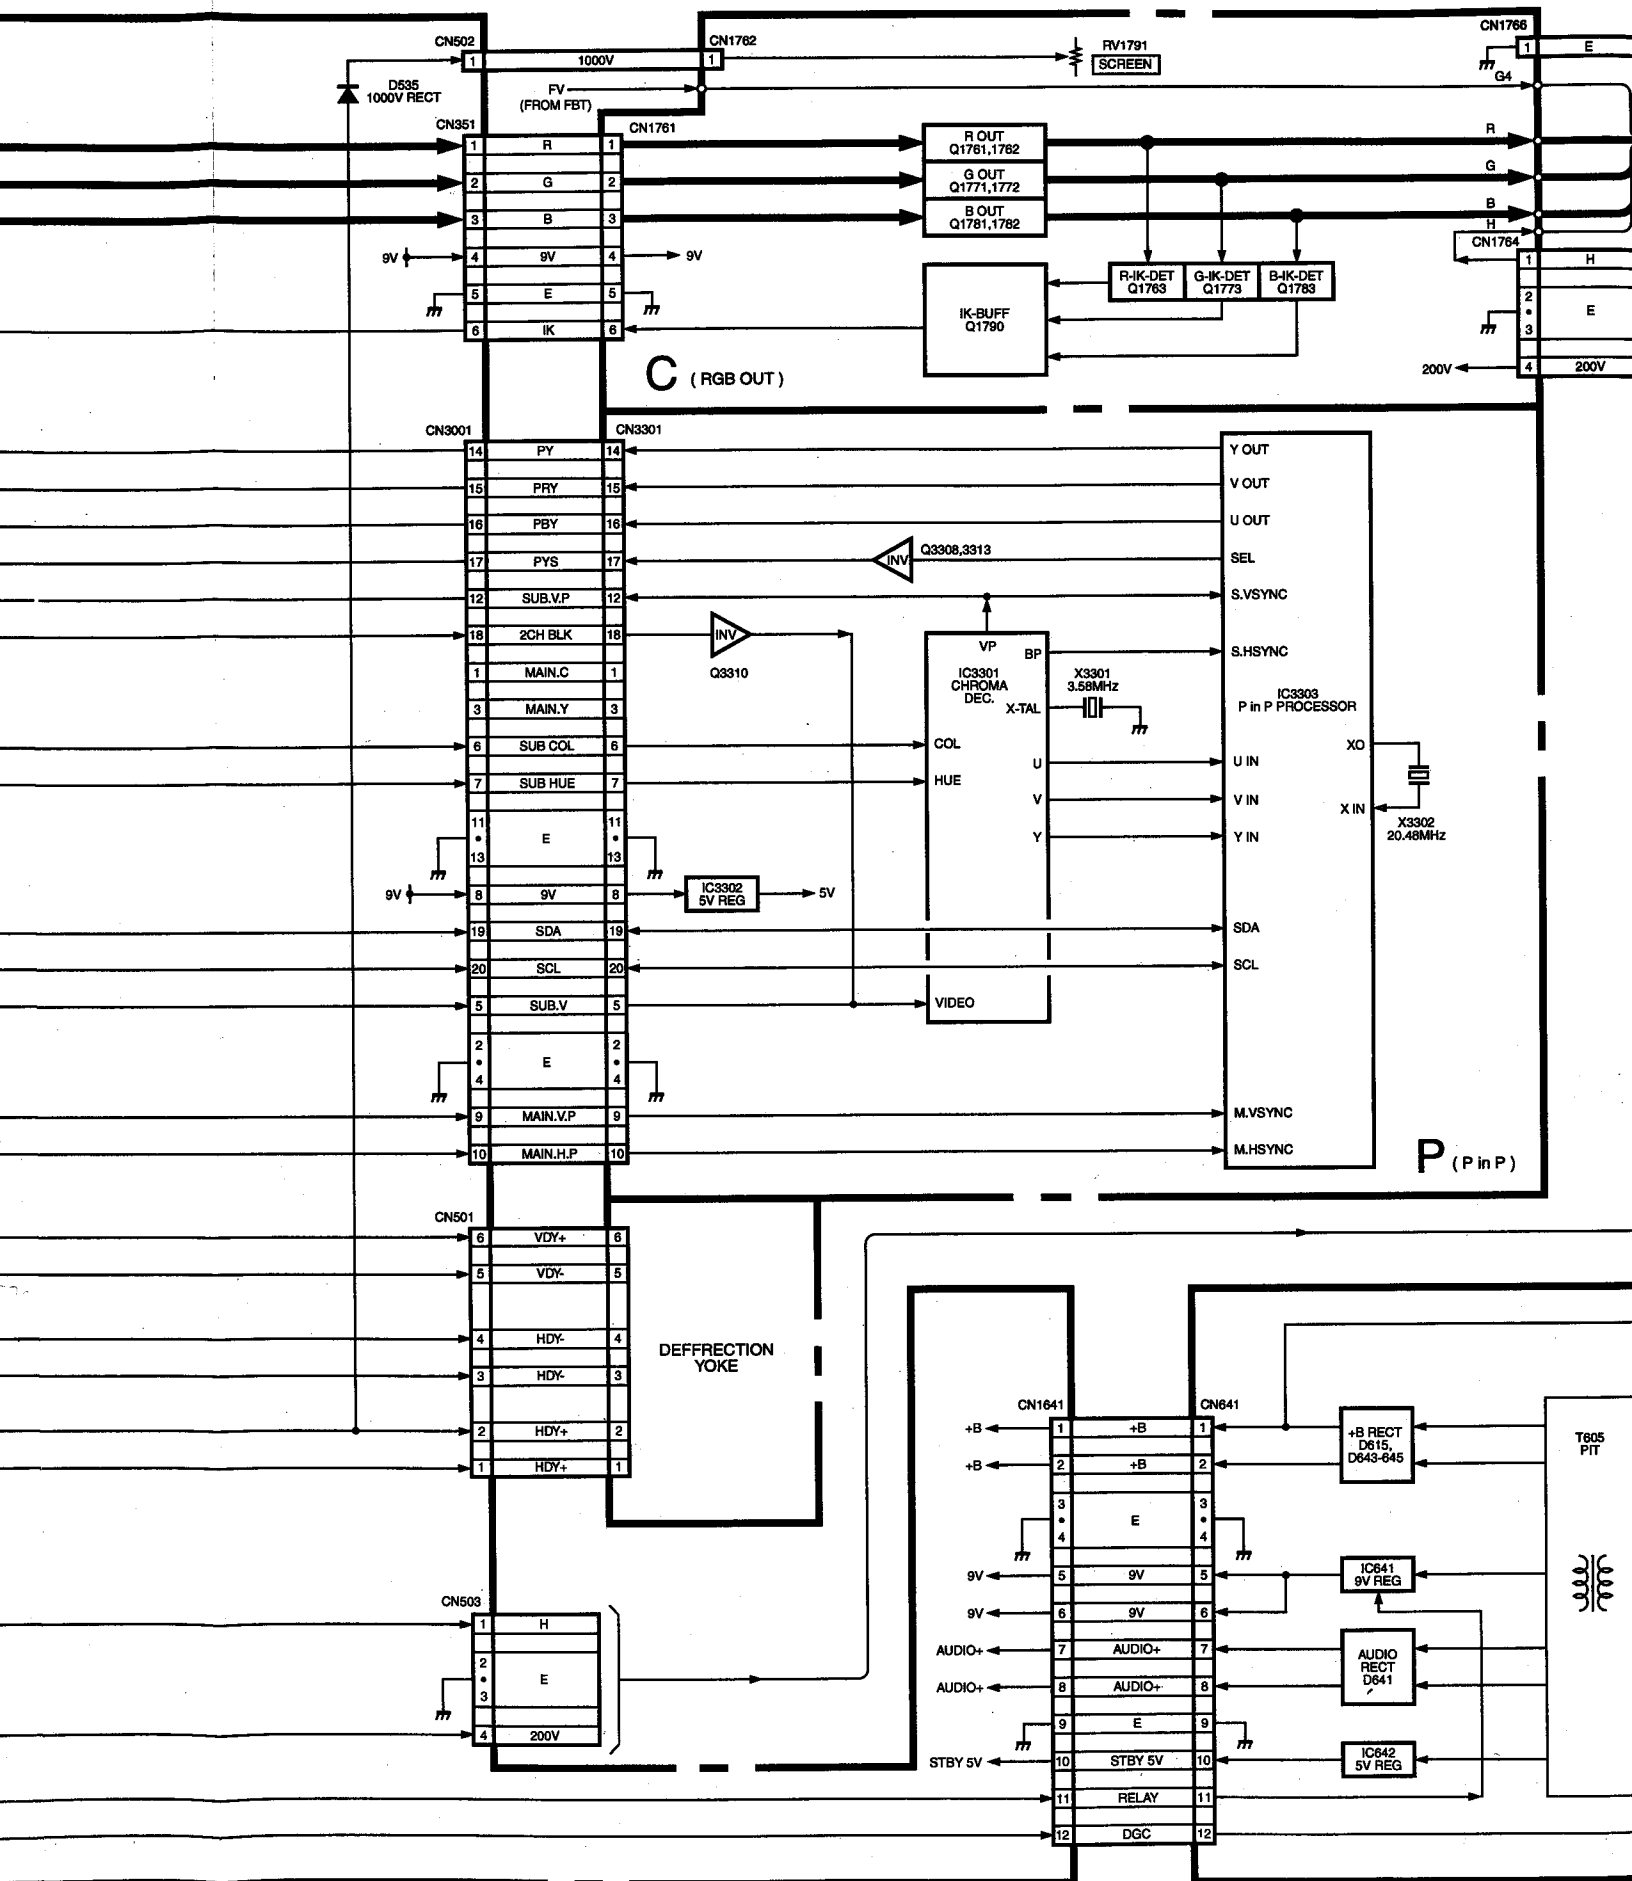 CN502
1 1000V 1
CN1762
RV1791
SCREEN
CN1766
1 E
D535
1000V RECT
FV
(FROM FBT)
G4
CN351
CN1761
1 R 1
2 G 2
3 B 3
9V 4 9V 4 9V
5 E 5
6 IK 6
R OUT
Q1761,1762
G OUT
Q1771,1772
B OUT
Q1781,1782
R
G
B
H
CN1764
1 H
2
•
3
E
200V 4 200V
R-IK-DET
Q1763
G-IK-DET
Q1773
B-IK-DET
Q1783
IK-BUFF
Q1790
C ( RGB OUT )
CN3001
CN3301
14 PY 14
15 PRY 15
16 PBY 16
17 PYS 17
12 SUB.V.P 12
18 2CH BLK 18
1 MAIN.C 1
3 MAIN.Y 3
6 SUB COL 6
7 SUB HUE 7
11 11
• E •
13 13
9V 8 9V 8
19 SDA 19
20 SCL 20
5 SUB.V 5
2 2
• E •
4 4
9 MAIN.V.P 9
10 MAIN.H.P 10
INV
Q3308,3313
INV
Q3310
IC3302
5V REG
5V
VP
BP
IC3301
CHROMA
DEC.
X-TAL
COL
HUE
U
V
Y
VIDEO
X3301
3.58MHz
Y OUT
V OUT
U OUT
SEL
S.VSYNC
S.HSYNC
IC3303
P in P PROCESSOR
XO
U IN
V IN
X IN
Y IN
SDA
SCL
M.VSYNC
M.HSYNC
X3302
20.48MHz
P ( P in P )
CN501
6 VDY+ 6
5 VDY- 5
4 HDY- 4
3 HDY- 3
2 HDY+ 2
1 HDY+ 1
DEFFRECTION
YOKE
CN503
1 H
2
• E
3
4 200V
CN1641
CN641
+B 1 +B 1
+B 2 +B 2
3 3
• E •
4 4
9V 5 9V 5
9V 6 9V 6
AUDIO+ 7 AUDIO+ 7
AUDIO+ 8 AUDIO+ 8
9 E 9
STBY 5V 10 STBY 5V 10
11 RELAY 11
12 DGC 12
+B RECT
D615,
D643-645
T605
PIT
IC641
9V REG
AUDIO
RECT
D641
IC642
5V REG